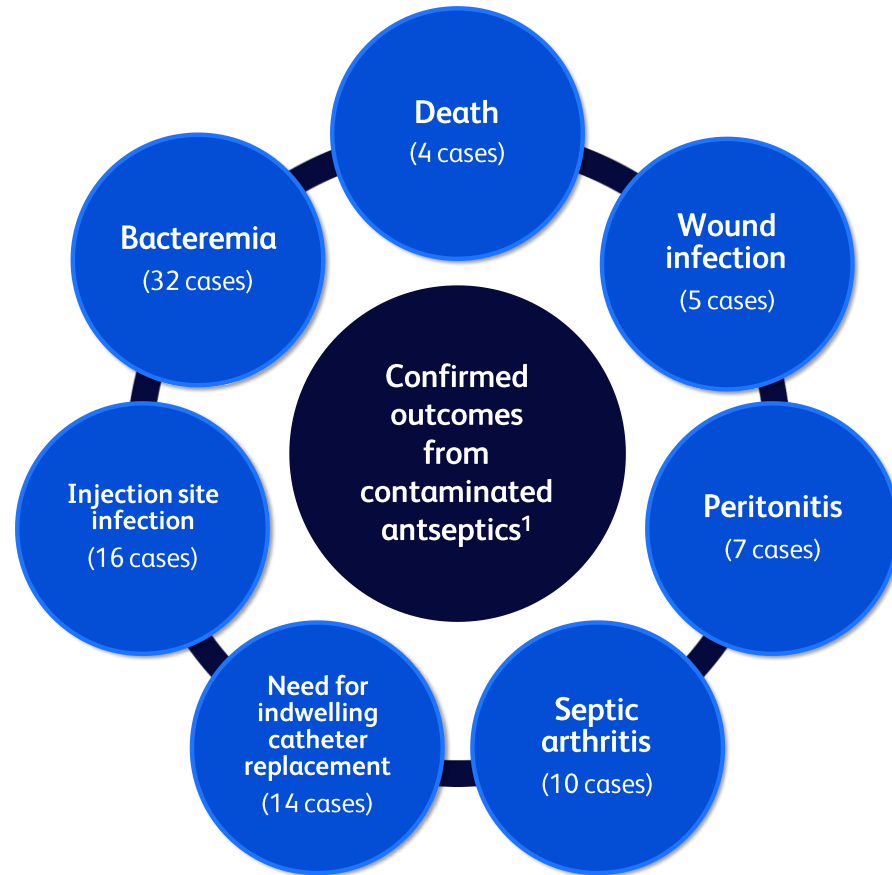 Death
(4 cases)
Wound
infection
(5 cases)
Peritonitis
(7 cases)
Septic
arthritis
(10 cases)
Need for
indwelling
catheter
replacement
(14 cases)
Injection site
infection
(16 cases)
Bacteremia
(32 cases)
Confirmed
outcomes
from
contaminated
antseptics¹